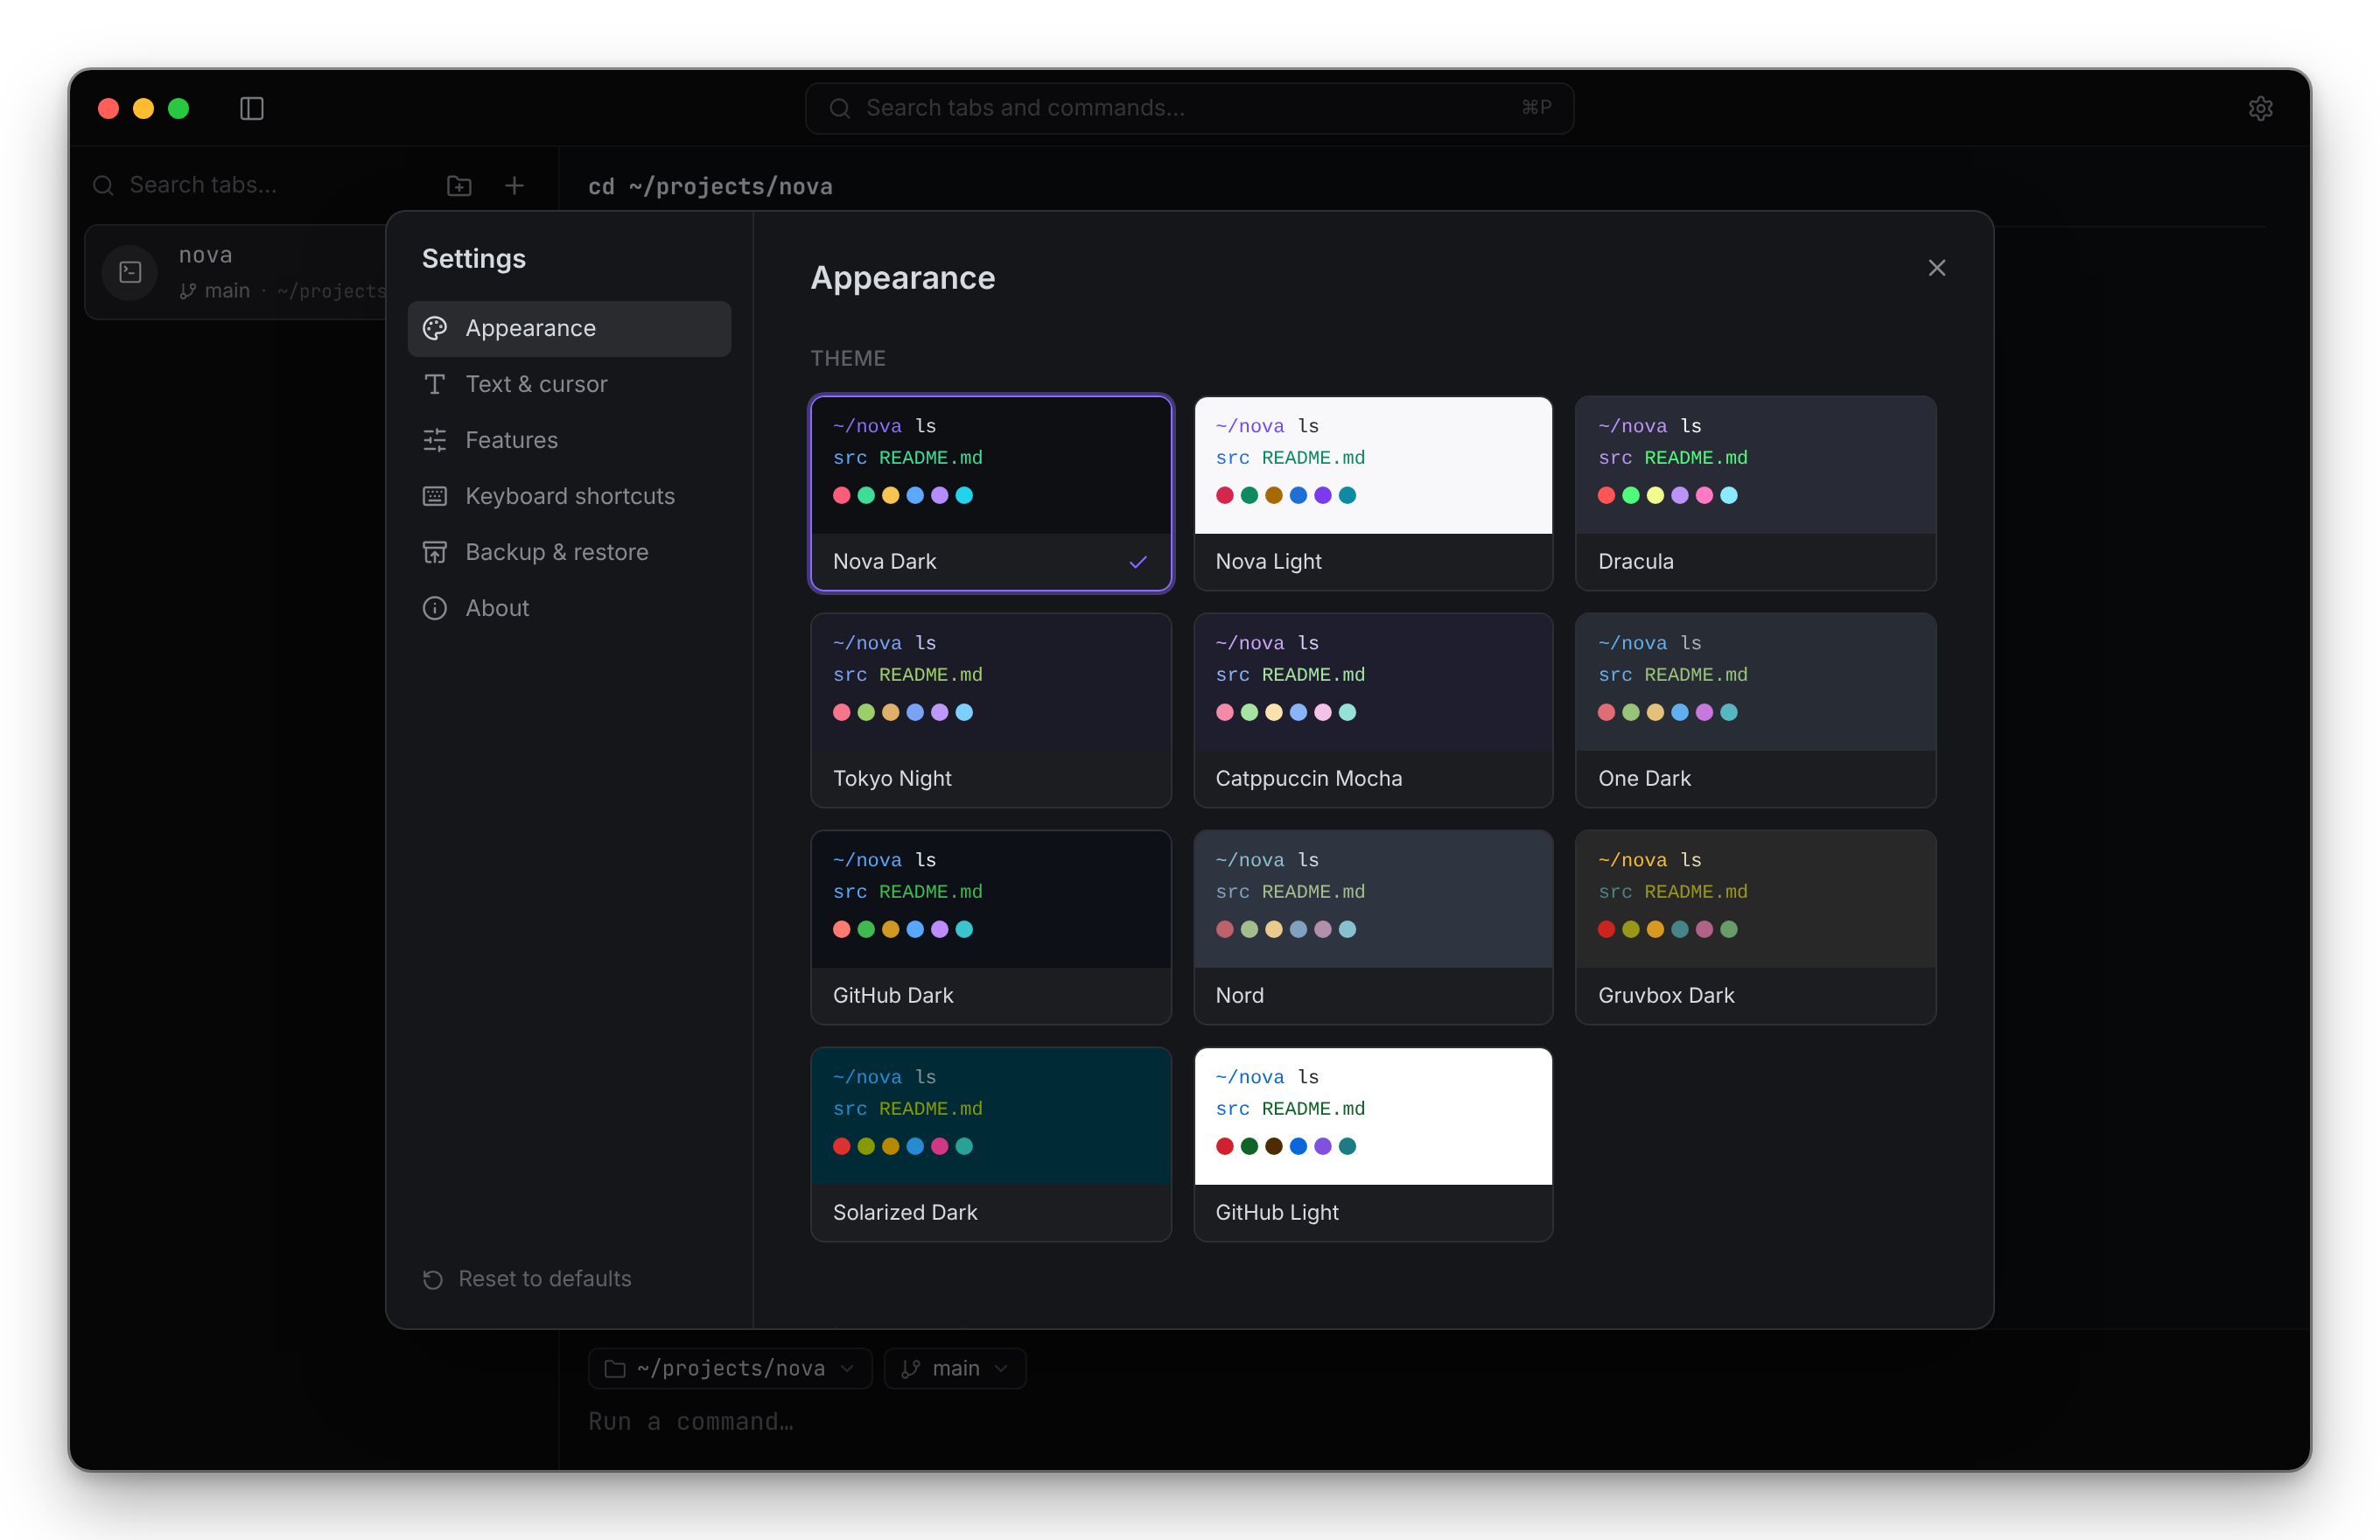 Search tabs and commands... ⌘P
Search tabs...
cd ~/projects/nova
nova
main · ~/projects
Settings
Appearance
Text & cursor
Features
Keyboard shortcuts
Backup & restore
About
Reset to defaults
Appearance
THEME
~/nova ls
src README.md
Nova Dark
~/nova ls
src README.md
Nova Light
~/nova ls
src README.md
Dracula
~/nova ls
src README.md
Tokyo Night
~/nova ls
src README.md
Catppuccin Mocha
~/nova ls
src README.md
One Dark
~/nova ls
src README.md
GitHub Dark
~/nova ls
src README.md
Nord
~/nova ls
src README.md
Gruvbox Dark
~/nova ls
src README.md
Solarized Dark
~/nova ls
src README.md
GitHub Light
~/projects/nova main
Run a command…